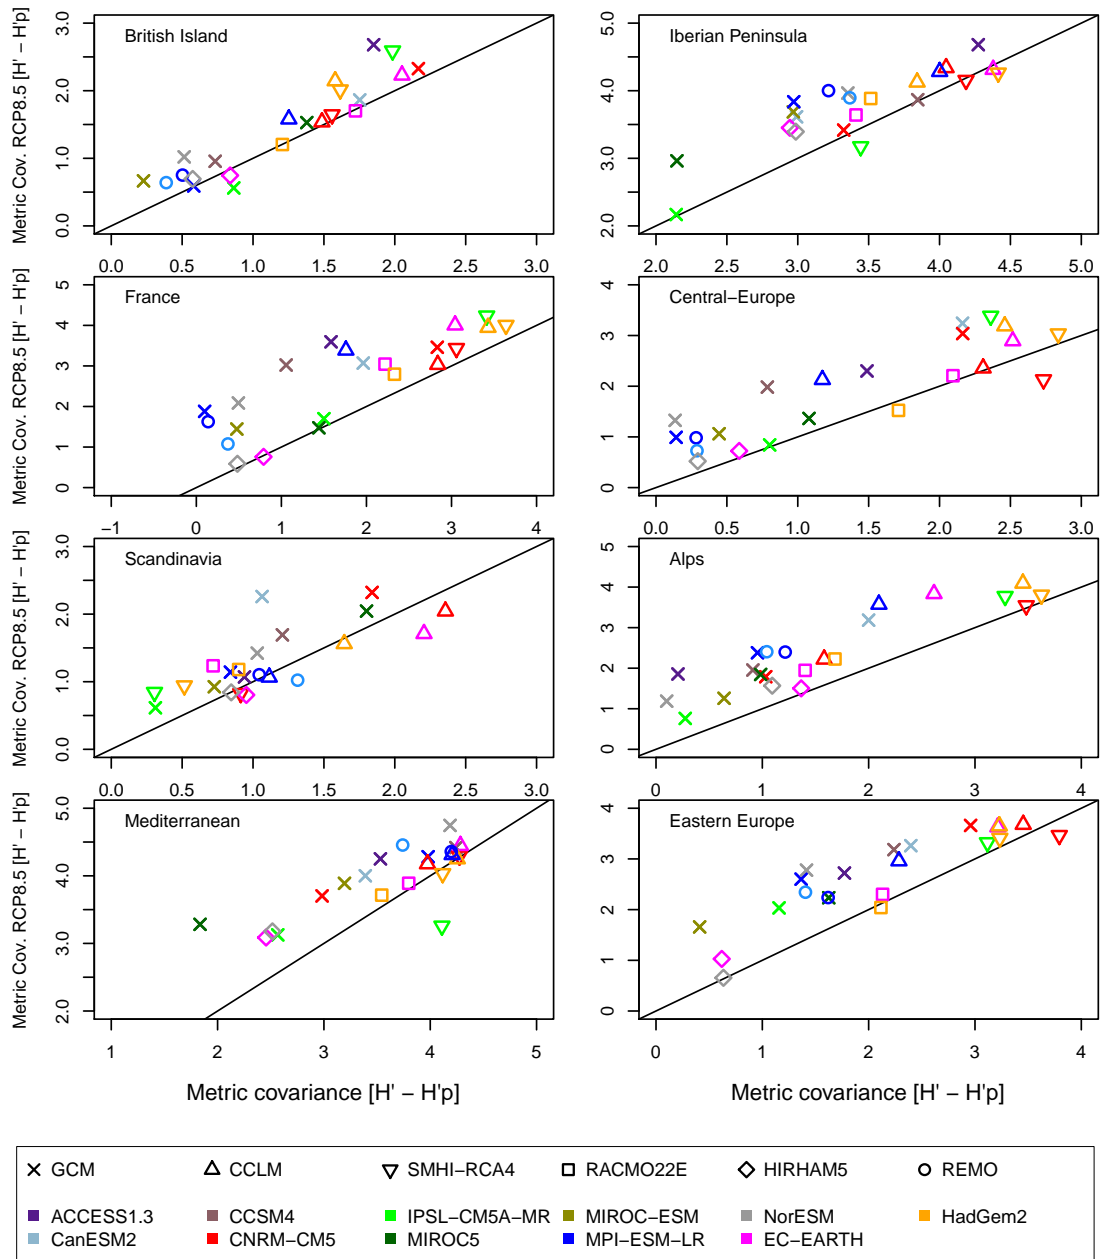 British Island
Metric Cov. RCP8.5 [H' − H'p]
0.0 1.0 2.0 3.0
0.0 0.5 1.0 1.5 2.0 2.5 3.0
Iberian Peninsula
2.0 3.0 4.0 5.0
2.0 2.5 3.0 3.5 4.0 4.5 5.0
France
Metric Cov. RCP8.5 [H' − H'p]
0 1 2 3 4 5
−1 0 1 2 3 4
Central−Europe
0 1 2 3 4
0.0 0.5 1.0 1.5 2.0 2.5 3.0
Scandinavia
Metric Cov. RCP8.5 [H' − H'p]
0.0 1.0 2.0 3.0
0.0 0.5 1.0 1.5 2.0 2.5 3.0
Alps
0 1 2 3 4 5
0 1 2 3 4
Mediterranean
Metric Cov. RCP8.5 [H' − H'p]
2.0 3.0 4.0 5.0
1 2 3 4 5
Metric covariance [H' − H'p]
Eastern Europe
0 1 2 3 4
0 1 2 3 4
Metric covariance [H' − H'p]
GCM CCLM SMHI−RCA4 RACMO22E HIRHAM5 REMO
ACCESS1.3 CCSM4 IPSL−CM5A−MR MIROC−ESM NorESM HadGem2
CanESM2 CNRM−CM5 MIROC5 MPI−ESM−LR EC−EARTH